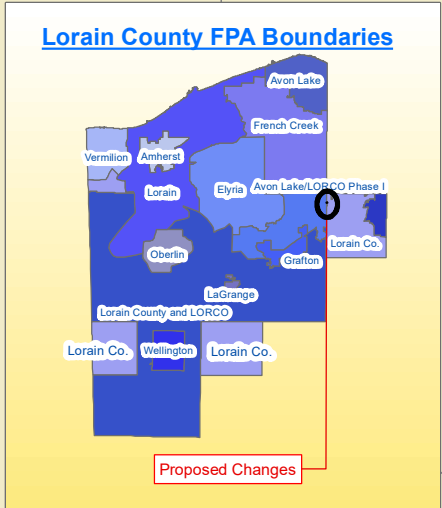 Lorain County FPA Boundaries
Avon Lake
French Creek
Vermilion
Amherst
Lorain
Elyria
Avon Lake/LORCO Phase I
Lorain Co.
Oberlin
Grafton
LaGrange
Lorain County and LORCO
Lorain Co.
Wellington
Lorain Co.
Proposed Changes